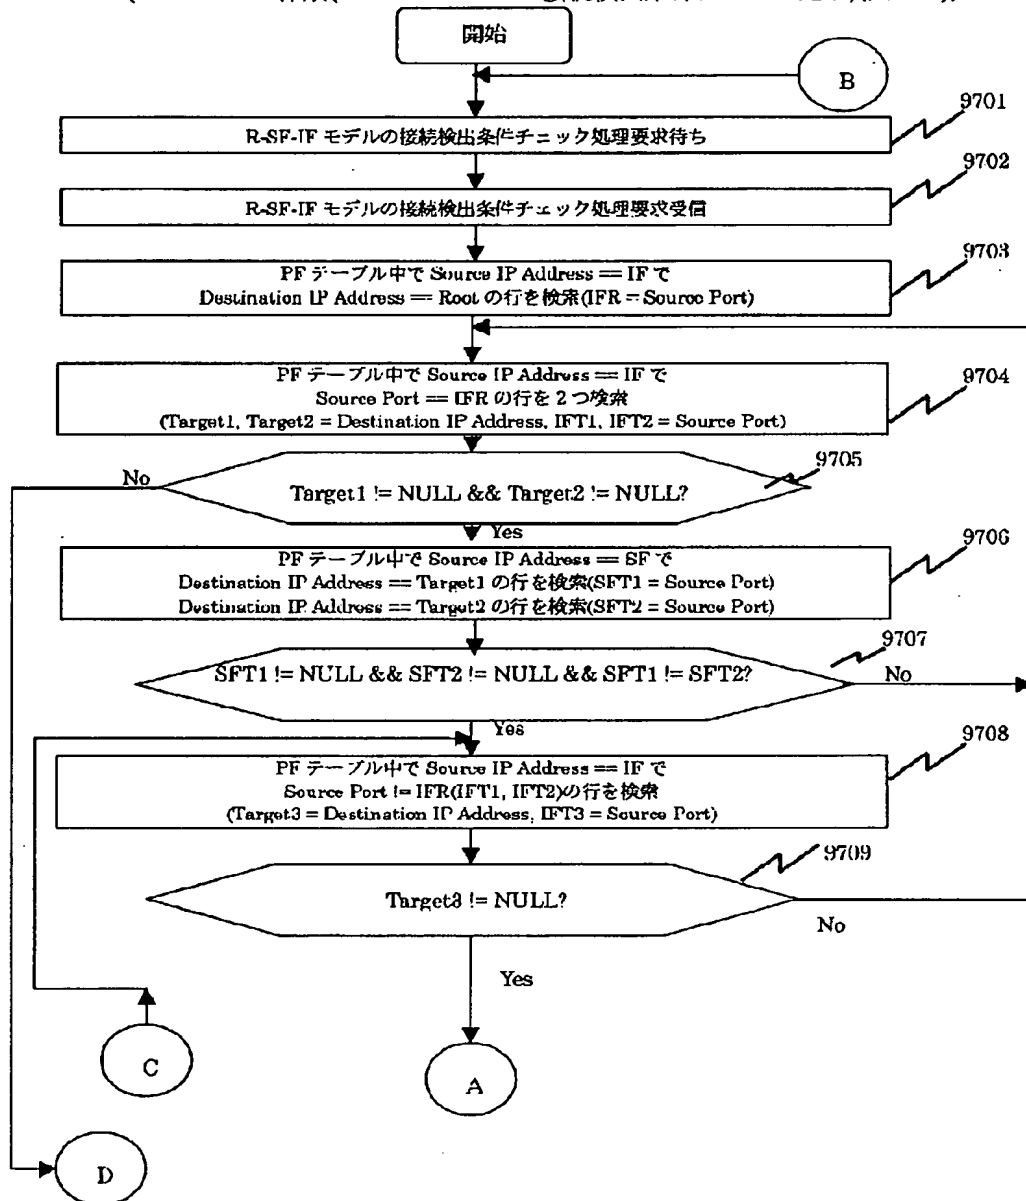 開始
B
9701
R-SF-IF モデルの接続検出条件チェック処理要求待ち
9702
R-SF-IF モデルの接続検出条件チェック処理要求受信
9703
PF テーブル中で Source IP Address == IF で
Destination IP Address == Root の行を検索(IFR = Source Port)
9704
PF テーブル中で Source IP Address == IF で
Source Port == IFR の行を2つ検索
(Target1, Target2 = Destination IP Address, IFT1, IFT2 = Source Port)
9705
No
Target1 != NULL && Target2 != NULL?
Yes
9706
PF テーブル中で Source IP Address == SF で
Destination IP Address == Target1 の行を検索(SFT1 = Source Port)
Destination IP Address == Target2 の行を検索(SFT2 = Source Port)
9707
SFT1 != NULL && SFT2 != NULL && SFT1 != SFT2?
No
Yes
9708
PF テーブル中で Source IP Address == IF で
Source Port != IFR(IFT1, IFT2)の行を検索
(Target3 = Destination IP Address, IFT3 = Source Port)
9709
Target3 != NULL?
No
Yes
C
A
D